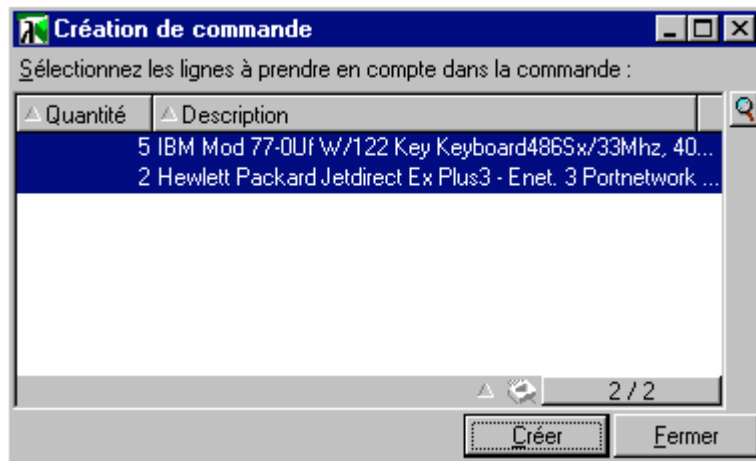 Création de commande
Sélectionnez les lignes à prendre en compte dans la commande :
Quantité Description
5 IBM Mod 77-0Uf W/122 Key Keyboard486Sx/33Mhz, 40...
2 Hewlett Packard Jetdirect Ex Plus3 - Enet. 3 Portnetwork ...
2 / 2
Créer Fermer